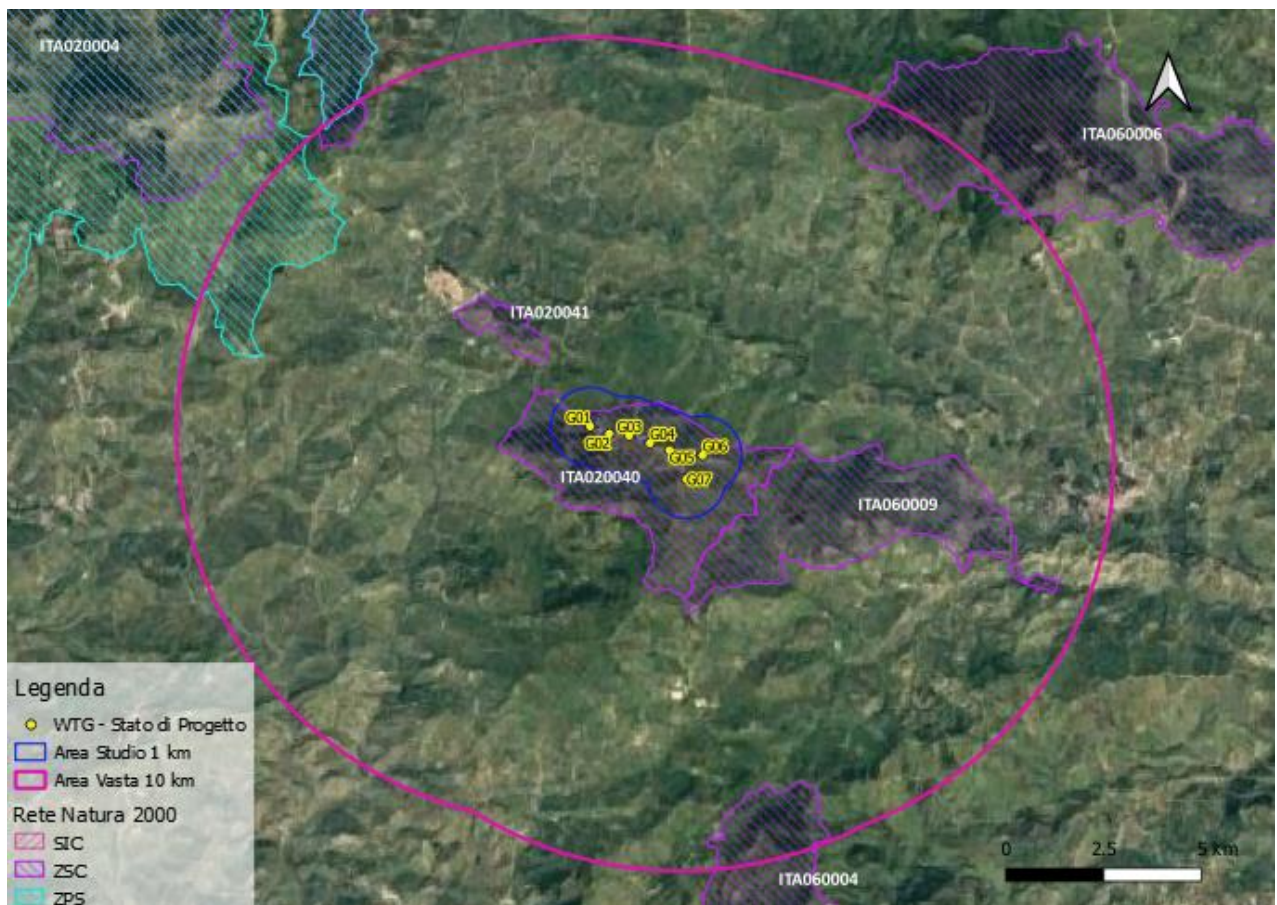 ITA020004
ITA060006
ITA020041
G01
G02
G03
G04
G05
G06
G07
ITA020040
ITA060009
ITA060004
Legenda
WTG - Stato di Progetto
Area Studio 1 km
Area Vasta 10 km
Rete Natura 2000
SIC
ZSC
ZPS
0 2.5 5 km